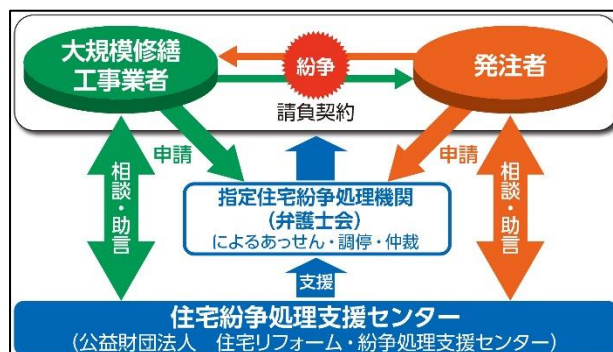 大規模修繕
工事業者
紛争
発注者
請負契約
申請
申請
相談・助言
相談・助言
指定住宅紛争処理機関
(弁護士会)
によるあっせん・調停・仲裁
支援
住宅紛争処理支援センター
(公益財団法人　住宅リフォーム・紛争処理支援センター)